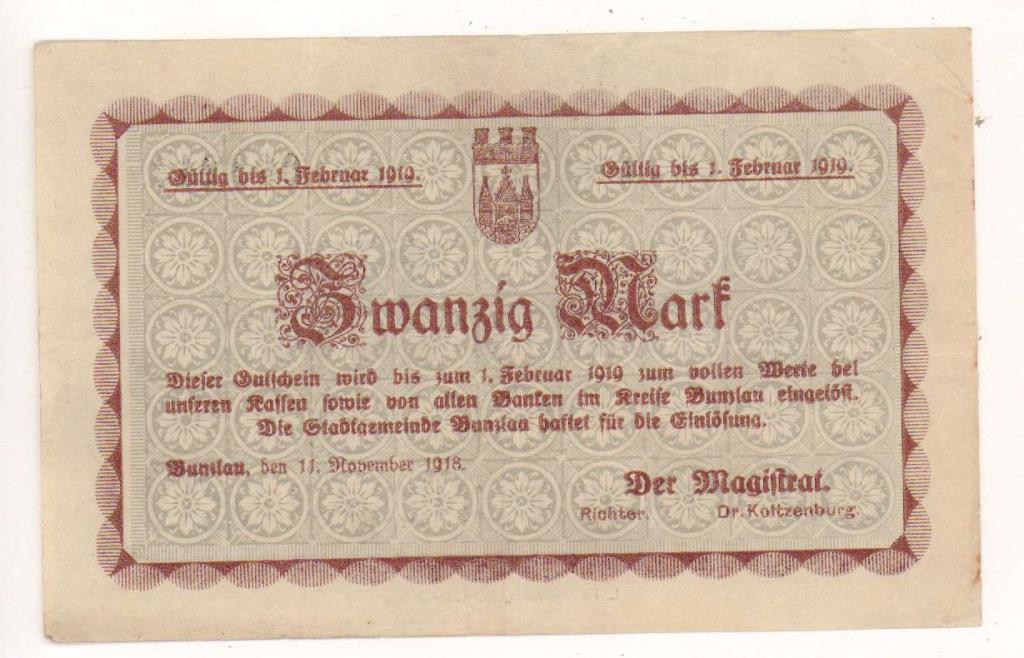 Gültig bis 1. Februar 1919.
Gültig bis 1. Februar 1919.
Zwanzig Mark
Dieser Gutschein wird bis zum 1. Februar 1919 zum vollen Werte bei
unseren Kassen sowie von allen Banken im Kreise Bunzlau eingelöst.
Die Stadtgemeinde Bunzlau haftet für die Einlösung.
Bunzlau, den 11. November 1918.
Der Magistrat.
Richter. Dr. Koltzenburg.